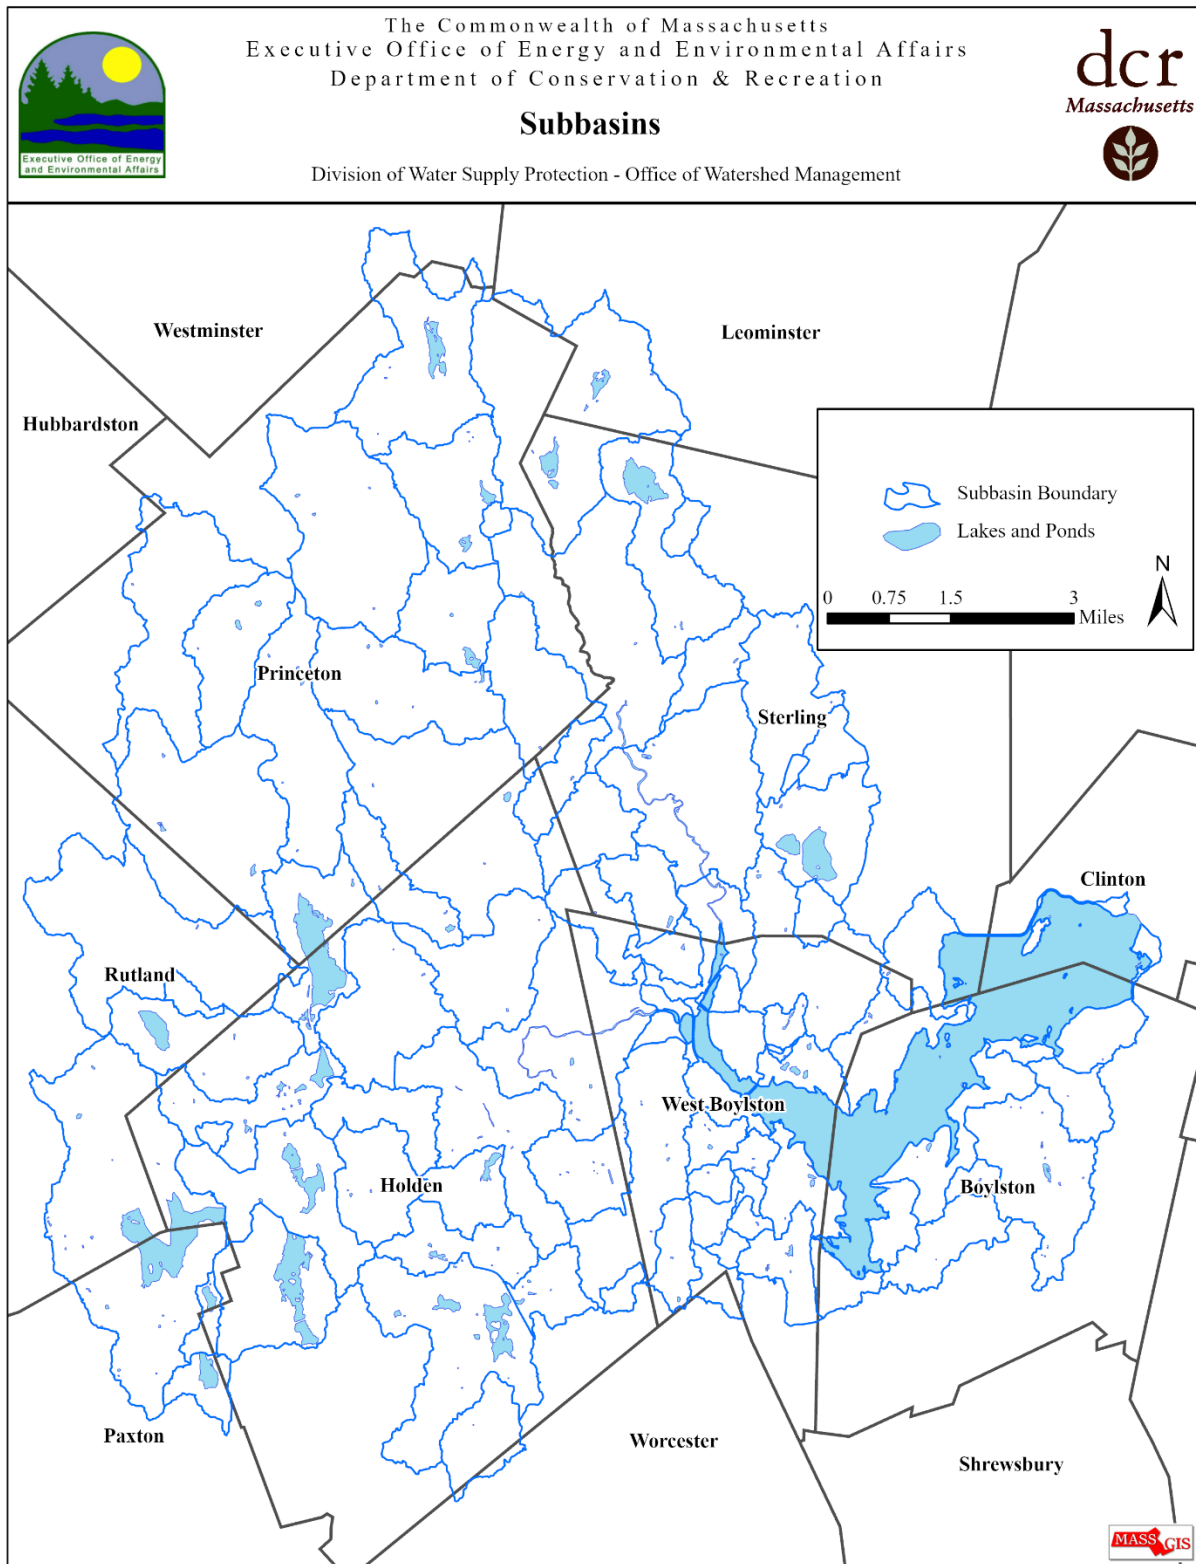 The Commonwealth of Massachusetts
Executive Office of Energy and Environmental Affairs
Department of Conservation & Recreation
Subbasins
Division of Water Supply Protection - Office of Watershed Management
Executive Office of Energy
and Environmental Affairs
dcr
Massachusetts
Westminster
Leominster
Hubbardston
Subbasin Boundary
Lakes and Ponds
N
0 0.75 1.5 3
Miles
Princeton
Sterling
Clinton
Rutland
West Boylston
Holden
Boylston
Paxton
Worcester
Shrewsbury
MASS GIS